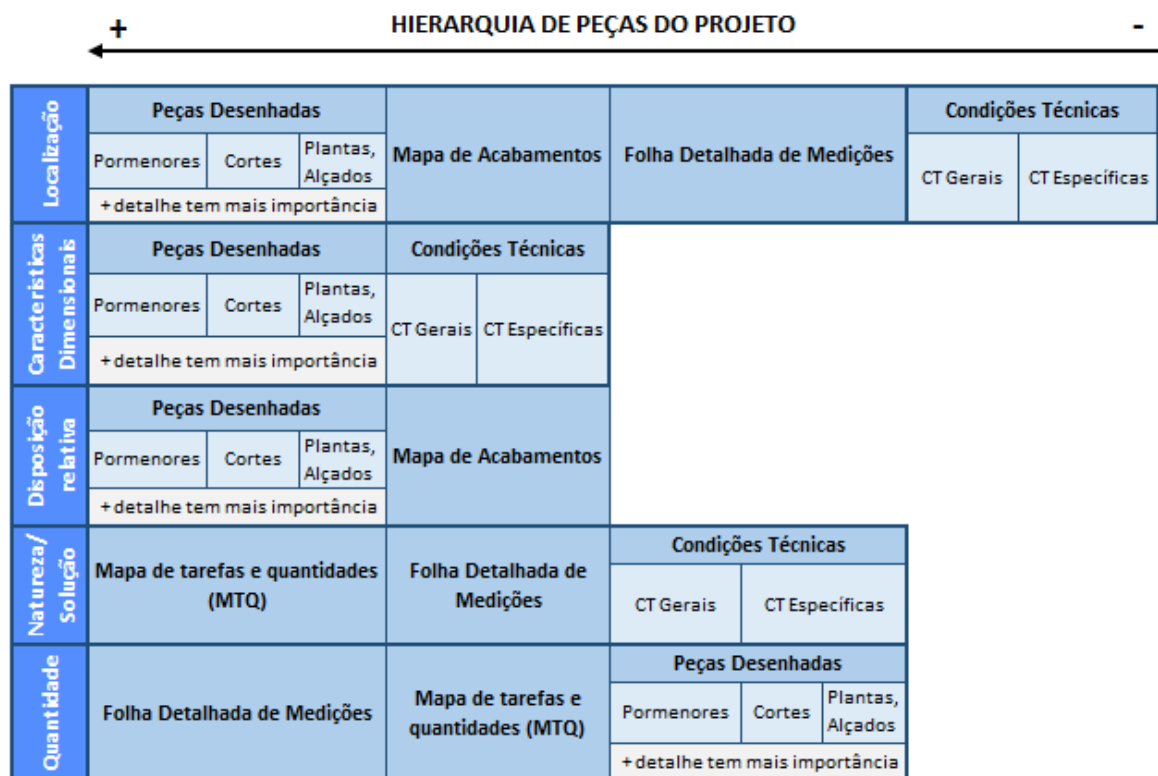 + HIERARQUIA DE PEÇAS DO PROJETO -
Localização
Peças Desenhadas
Pormenores
Cortes
Plantas,
Alçados
+ detalhe tem mais importância
Mapa de Acabamentos
Folha Detalhada de Medições
Condições Técnicas
CT Gerais
CT Específicas
Características
Dimensionais
Peças Desenhadas
Pormenores
Cortes
Plantas,
Alçados
+ detalhe tem mais importância
Condições Técnicas
CT Gerais
CT Específicas
Disposição
relativa
Peças Desenhadas
Pormenores
Cortes
Plantas,
Alçados
+ detalhe tem mais importância
Mapa de Acabamentos
Natureza/
Solução
Mapa de tarefas e quantidades
(MTQ)
Folha Detalhada de
Medições
Condições Técnicas
CT Gerais
CT Específicas
Quantidade
Folha Detalhada de Medições
Mapa de tarefas e
quantidades (MTQ)
Peças Desenhadas
Pormenores
Cortes
Plantas,
Alçados
+ detalhe tem mais importância